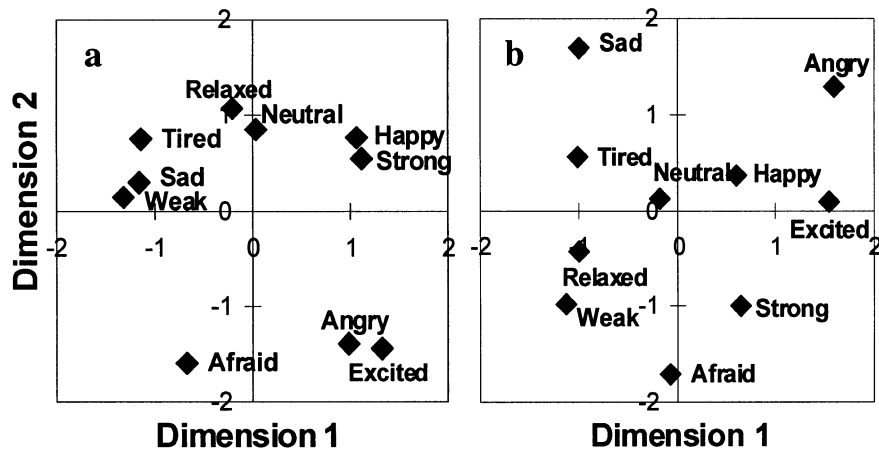 a
2
Relaxed
1
Neutral
Tired
Happy
Strong
Sad
Weak
0
-2
-1
0
1
2
-1
Angry
Afraid
Excited
-2
Dimension 2
Dimension 1
b
2
Sad
Angry
1
Tired
Neutral
Happy
0
Excited
-2
-1
0
1
2
Relaxed
-1
Weak
Strong
Afraid
-2
Dimension 1